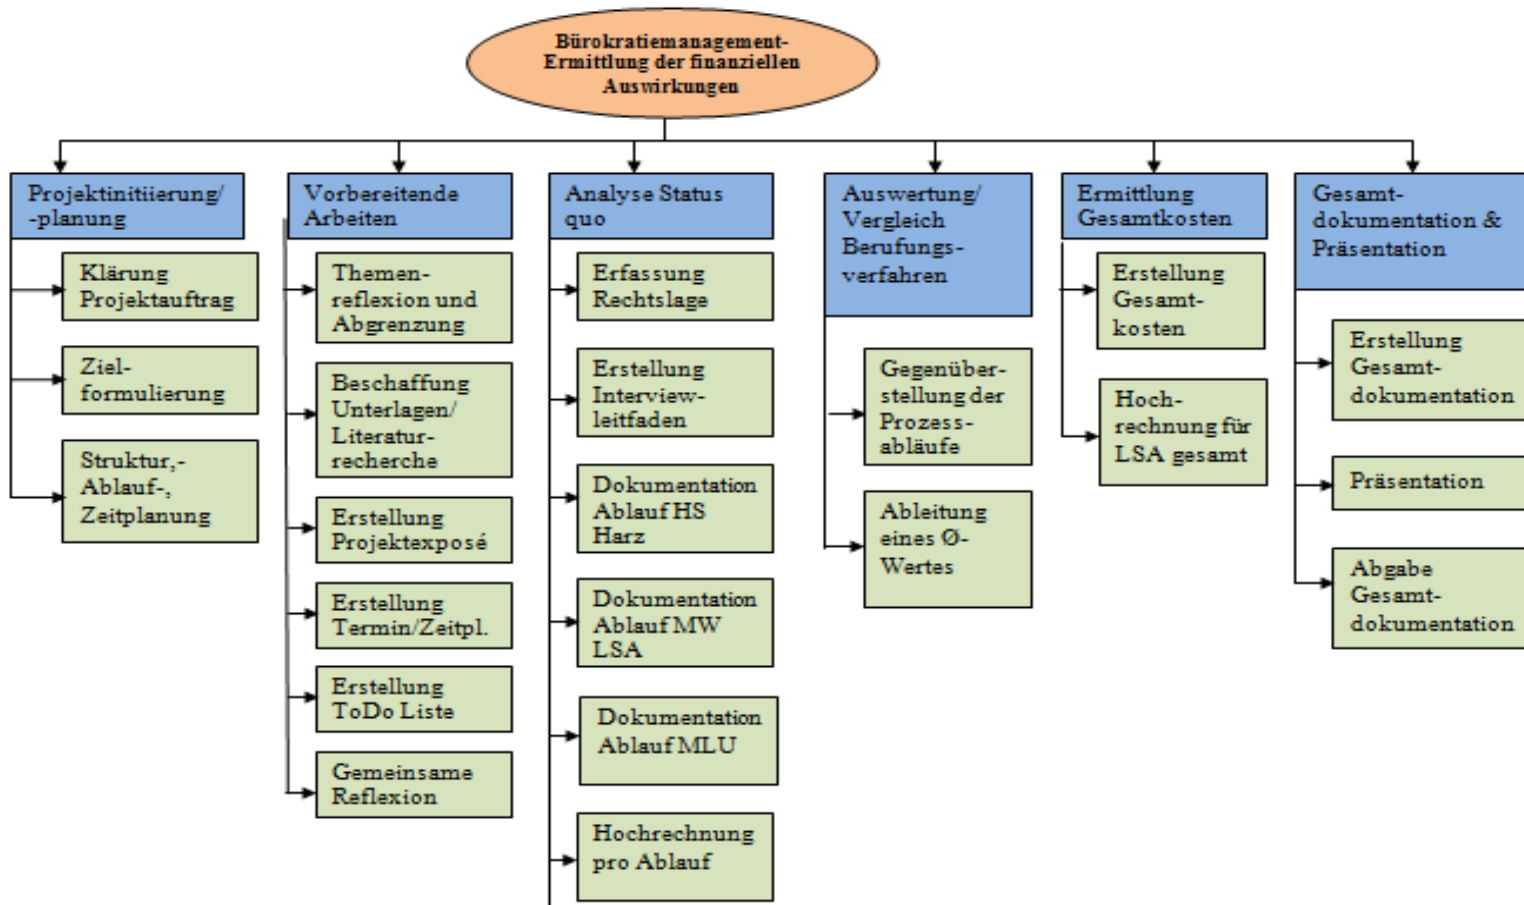 Bürokratiemanagement-
Ermittlung der finanziellen
Auswirkungen
Projektinitiierung/
-planung
Klärung
Projektauftrag
Ziel-
formulierung
Struktur,-
Ablauf-,
Zeitplanung
Vorbereitende
Arbeiten
Themen-
reflexion und
Abgrenzung
Beschaffung
Unterlagen/
Literatur-
recherche
Erstellung
Projektexposé
Erstellung
Termin/Zeitpl.
Erstellung
ToDo Liste
Gemeinsame
Reflexion
Analyse Status
quo
Erfassung
Rechtslage
Erstellung
Interview-
leitfaden
Dokumentation
Ablauf HS
Harz
Dokumentation
Ablauf MW
LSA
Dokumentation
Ablauf MLU
Hochrechnung
pro Ablauf
Auswertung/
Vergleich
Berufungs-
verfahren
Gegenüber-
stellung der
Prozess-
abläufe
Ableitung
eines Ø-
Wertes
Ermittlung
Gesamtkosten
Erstellung
Gesamt-
kosten
Hoch-
rechnung für
LSA gesamt
Gesamt-
dokumentation &
Präsentation
Erstellung
Gesamt-
dokumentation
Präsentation
Abgabe
Gesamt-
dokumentation